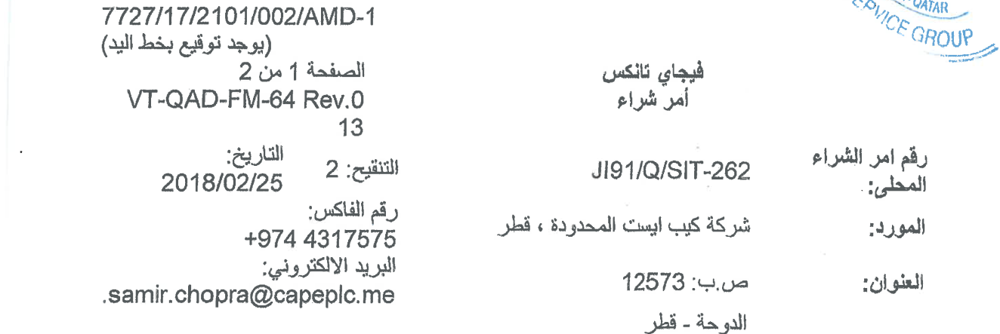 QATAR
SERVICE GROUP
7727/17/2101/002/AMD-1
(يوجد توقيع بخط اليد)
الصفحة 1 من 2
فيجاي تانكس
VT-QAD-FM-64 Rev.0
أمر شراء
13
رقم امر الشراء المحلى:
JI91/Q/SIT-262
التنقيح: 2
التاريخ:
2018/02/25
المورد:
شركة كيب ايست المحدودة ، قطر
رقم الفاكس:
+974 4317575
العنوان:
ص.ب: 12573
الدوحة - قطر
البريد الالكتروني:
samir.chopra@capeplc.me.